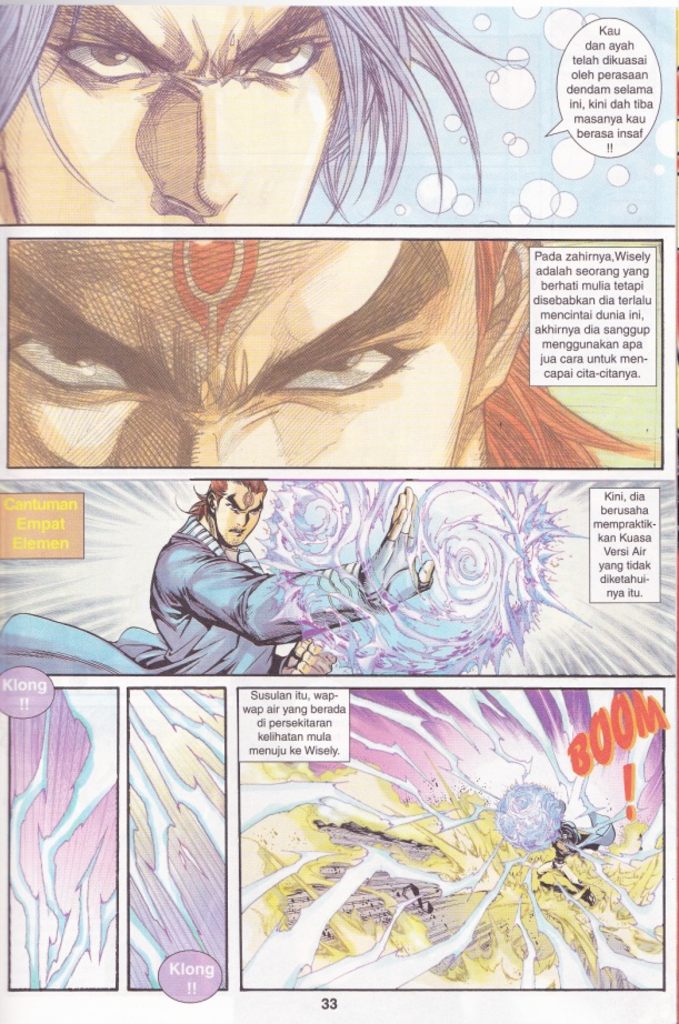 Kau
dan ayah
telah dikuasai
oleh perasaan
dendam selama
ini, kini dah tiba
masanya kau
berasa insaf
!!
Pada zahirnya,Wisely
adalah seorang yang
berhati mulia tetapi
disebabkan dia terlalu
mencintai dunia ini,
akhirnya dia sanggup
menggunakan apa
jua cara untuk men-
capai cita-citanya.
Cantuman
Empat
Elemen
Kini, dia
berusaha
mempraktik-
kan Kuasa
Versi Air
yang tidak
diketahui-
nya itu.
Klong
!!
Klong
!!
Susulan itu, wap-
wap air yang berada
di persekitaran
kelihatan mula
menuju ke Wisely.
BOOM
!
33